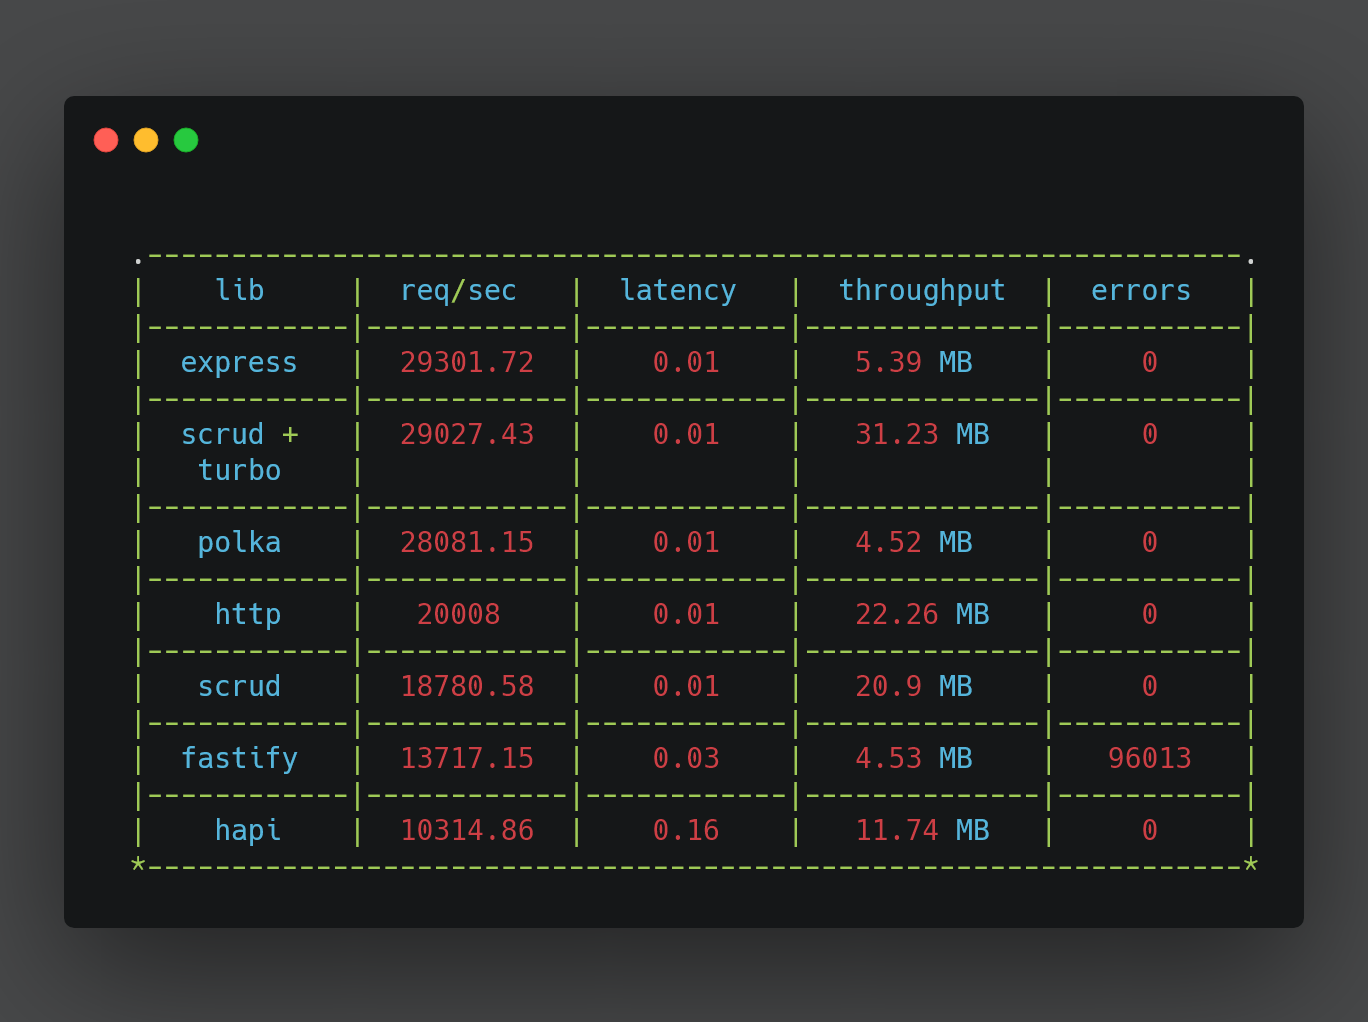 .-----------------------------------------------------------------.
|    lib     |  req/sec   |  latency   |  throughput  |  errors   |
|------------|------------|------------|--------------|-----------|
|  express   |  29301.72  |    0.01    |   5.39 MB    |     0     |
|------------|------------|------------|--------------|-----------|
|  scrud +   |  29027.43  |    0.01    |   31.23 MB   |     0     |
|   turbo    |            |            |              |           |
|------------|------------|------------|--------------|-----------|
|   polka    |  28081.15  |    0.01    |   4.52 MB    |     0     |
|------------|------------|------------|--------------|-----------|
|    http    |   20008    |    0.01    |   22.26 MB   |     0     |
|------------|------------|------------|--------------|-----------|
|   scrud    |  18780.58  |    0.01    |   20.9 MB    |     0     |
|------------|------------|------------|--------------|-----------|
|  fastify   |  13717.15  |    0.03    |   4.53 MB    |   96013   |
|------------|------------|------------|--------------|-----------|
|    hapi    |  10314.86  |    0.16    |   11.74 MB   |     0     |
*-----------------------------------------------------------------*